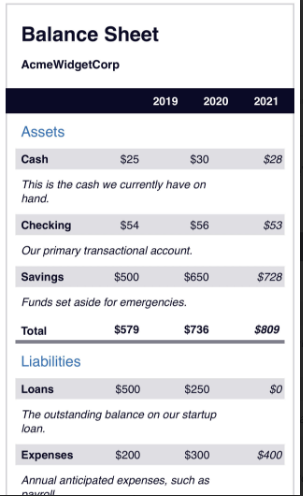 Balance Sheet
AcmeWidgetCorp
2019 2020 2021
Assets
Cash $25 $30 $28
This is the cash we currently have on
hand.
Checking $54 $56 $53
Our primary transactional account.
Savings $500 $650 $728
Funds set aside for emergencies.
Total $579 $736 $809
Liabilities
Loans $500 $250 $0
The outstanding balance on our startup
loan.
Expenses $200 $300 $400
Annual anticipated expenses, such as
payroll.